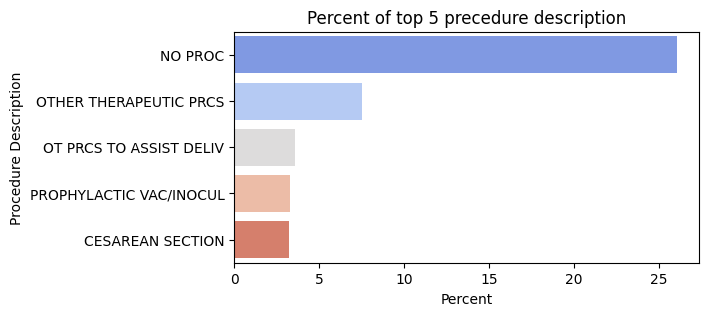 Percent of top 5 precedure description
Procedure Description
NO PROC
OTHER THERAPEUTIC PRCS
OT PRCS TO ASSIST DELIV
PROPHYLACTIC VAC/INOCUL
CESAREAN SECTION
0 5 10 15 20 25
Percent